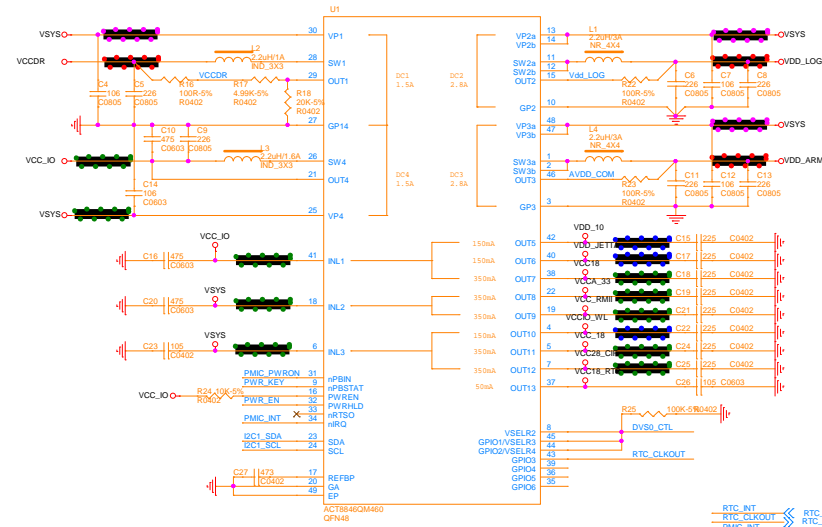 U1
VSYS 30 VP1 VP2a 13 VSYS
VP2b 14
L1
2.2uH/3A
NR_4X4
L2
2.2uH/1A
IND_3X3
VCCDR 28 SW1 SW2a 11 VDD_LOG
SW2b 12
VCCDR 29 OUT1 OUT2 15 Vdd_LOG
DC1
1.5A
DC2
2.8A
R16
100R-5%
R0402
R17
4.99K-5%
R0402
R18
20K-5%
R0402
R22
100R-5%
R0402
C4
106
C0805
C5
226
C0805
C6
226
C0805
C7
106
C0805
C8
226
C0805
GP2 10
27 GP14
VP3a 48 VSYS
VP3b 47
C10
475
C0603
C9
226
C0805
L3
2.2uH/1.8A
IND_3X3
L4
2.2uH/3A
NR_4X4
VCC_IO 26 SW4 SW3a 1 VDD_ARM
SW3b 2
21 OUT4 OUT3 46 AVDD_COM
DC4
1.5A
DC3
2.8A
C14
106
C0603
R23
100R-5%
R0402
C11
226
C0805
C12
106
C0805
C13
226
C0805
VSYS 25 VP4 GP3 3
VDD_10
VCC_IO
150mA OUT5 42 C15 225 C0402
C16 475 C0603 41 INL1
350mA OUT6 40 VCC18 C17 225 C0402
350mA OUT7 38 VCCA_33 C18 225 C0402
VSYS
350mA OUT8 22 VCC_RMII C19 225 C0402
C20 475 C0603 18 INL2
350mA OUT9 19 VCCIO_WL C21 225 C0402
VSYS
150mA OUT10 4 VCC_18 C22 225 C0402
C23 105 C0402 6 INL3
350mA OUT11 5 C24 225 C0402
350mA OUT12 7 C25 225 C0402
50mA OUT13 37 C26 105 C0603
PMIC_PWRON 31 nPBIN
PWR_KEY 9 nPBSTAT
VCC_IO R24 10K-5% R0402 16 PWREN
PWR_EN 32 PWRHLD
33 nRTSO
PMIC_INT 34 nIRQ
I2C1_SDA 23 SDA
I2C1_SCL 24 SCL
R25 100K-5% R0402
VSELR2 8 DVS0_CTL
GPIO1/VSELR3 45
GPIO2/VSELR4 44
GPIO3 43 RTC_CLKOUT
GPIO4 39
GPIO5 36
GPIO6 35
C27 473 C0402 17 REFBP
20 GA
49 EP
ACT8846QM460
QFN48
RTC_INT RTC_
RTC_CLKOUT RTC_
PMIC_INT